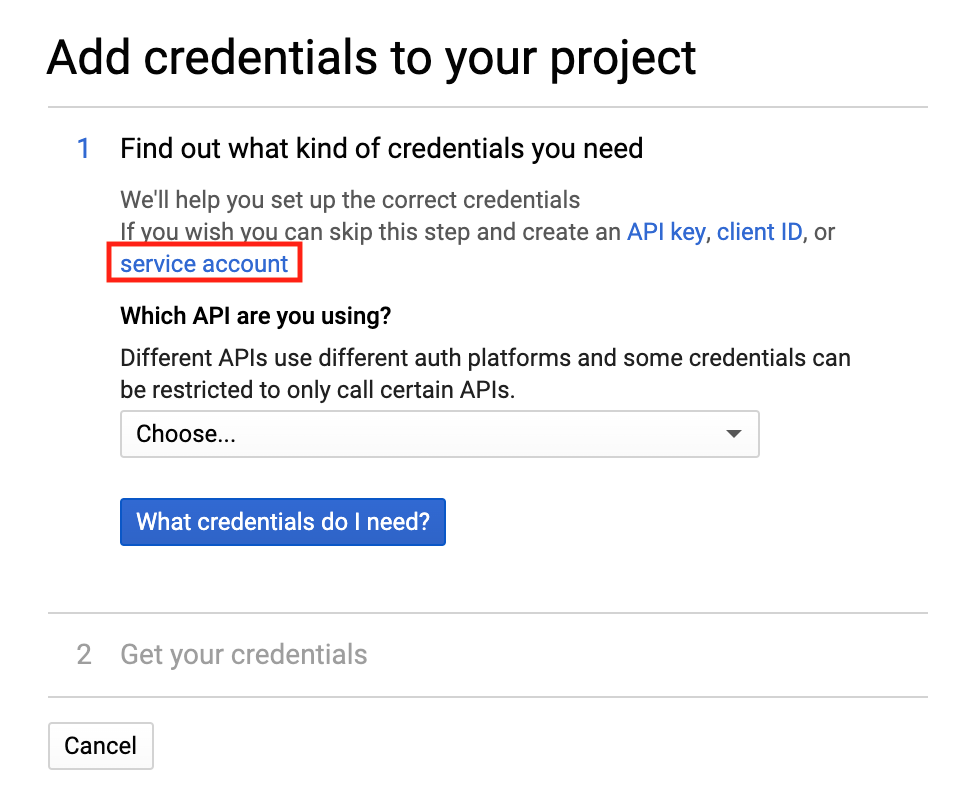 Add credentials to your project
1 Find out what kind of credentials you need
We'll help you set up the correct credentials
If you wish you can skip this step and create an API key, client ID, or
service account
Which API are you using?
Different APIs use different auth platforms and some credentials can
be restricted to only call certain APIs.
Choose...
What credentials do I need?
2 Get your credentials
Cancel